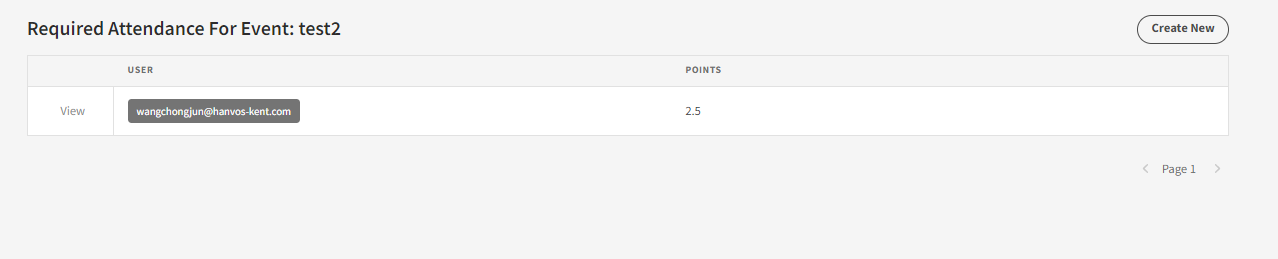 Required Attendance For Event: test2
Create New
USER POINTS
View wangchongjun@hanvos-kent.com 2.5
Page 1